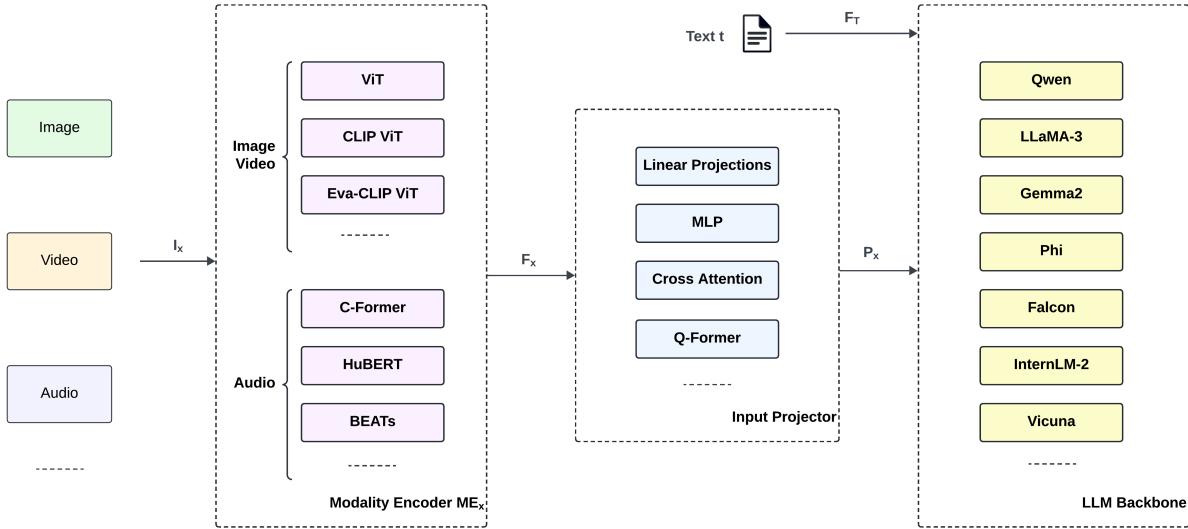 Image
Video
Audio
I_x
Image
Video
ViT
CLIP ViT
Eva-CLIP ViT
Audio
C-Former
HuBERT
BEATs
Modality Encoder ME_x
F_x
Linear Projections
MLP
Cross Attention
Q-Former
Input Projector
P_x
Text t
F_T
Qwen
LLaMA-3
Gemma2
Phi
Falcon
InternLM-2
Vicuna
LLM Backbone